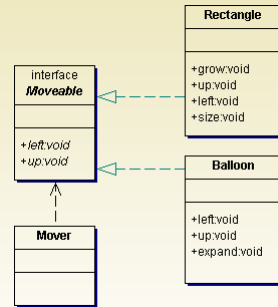 Rectangle
+grow:void
+up:void
+left:void
+size:void
interface
Moveable
+left:void
+up:void
Balloon
+left:void
+up:void
+expand:void
Mover